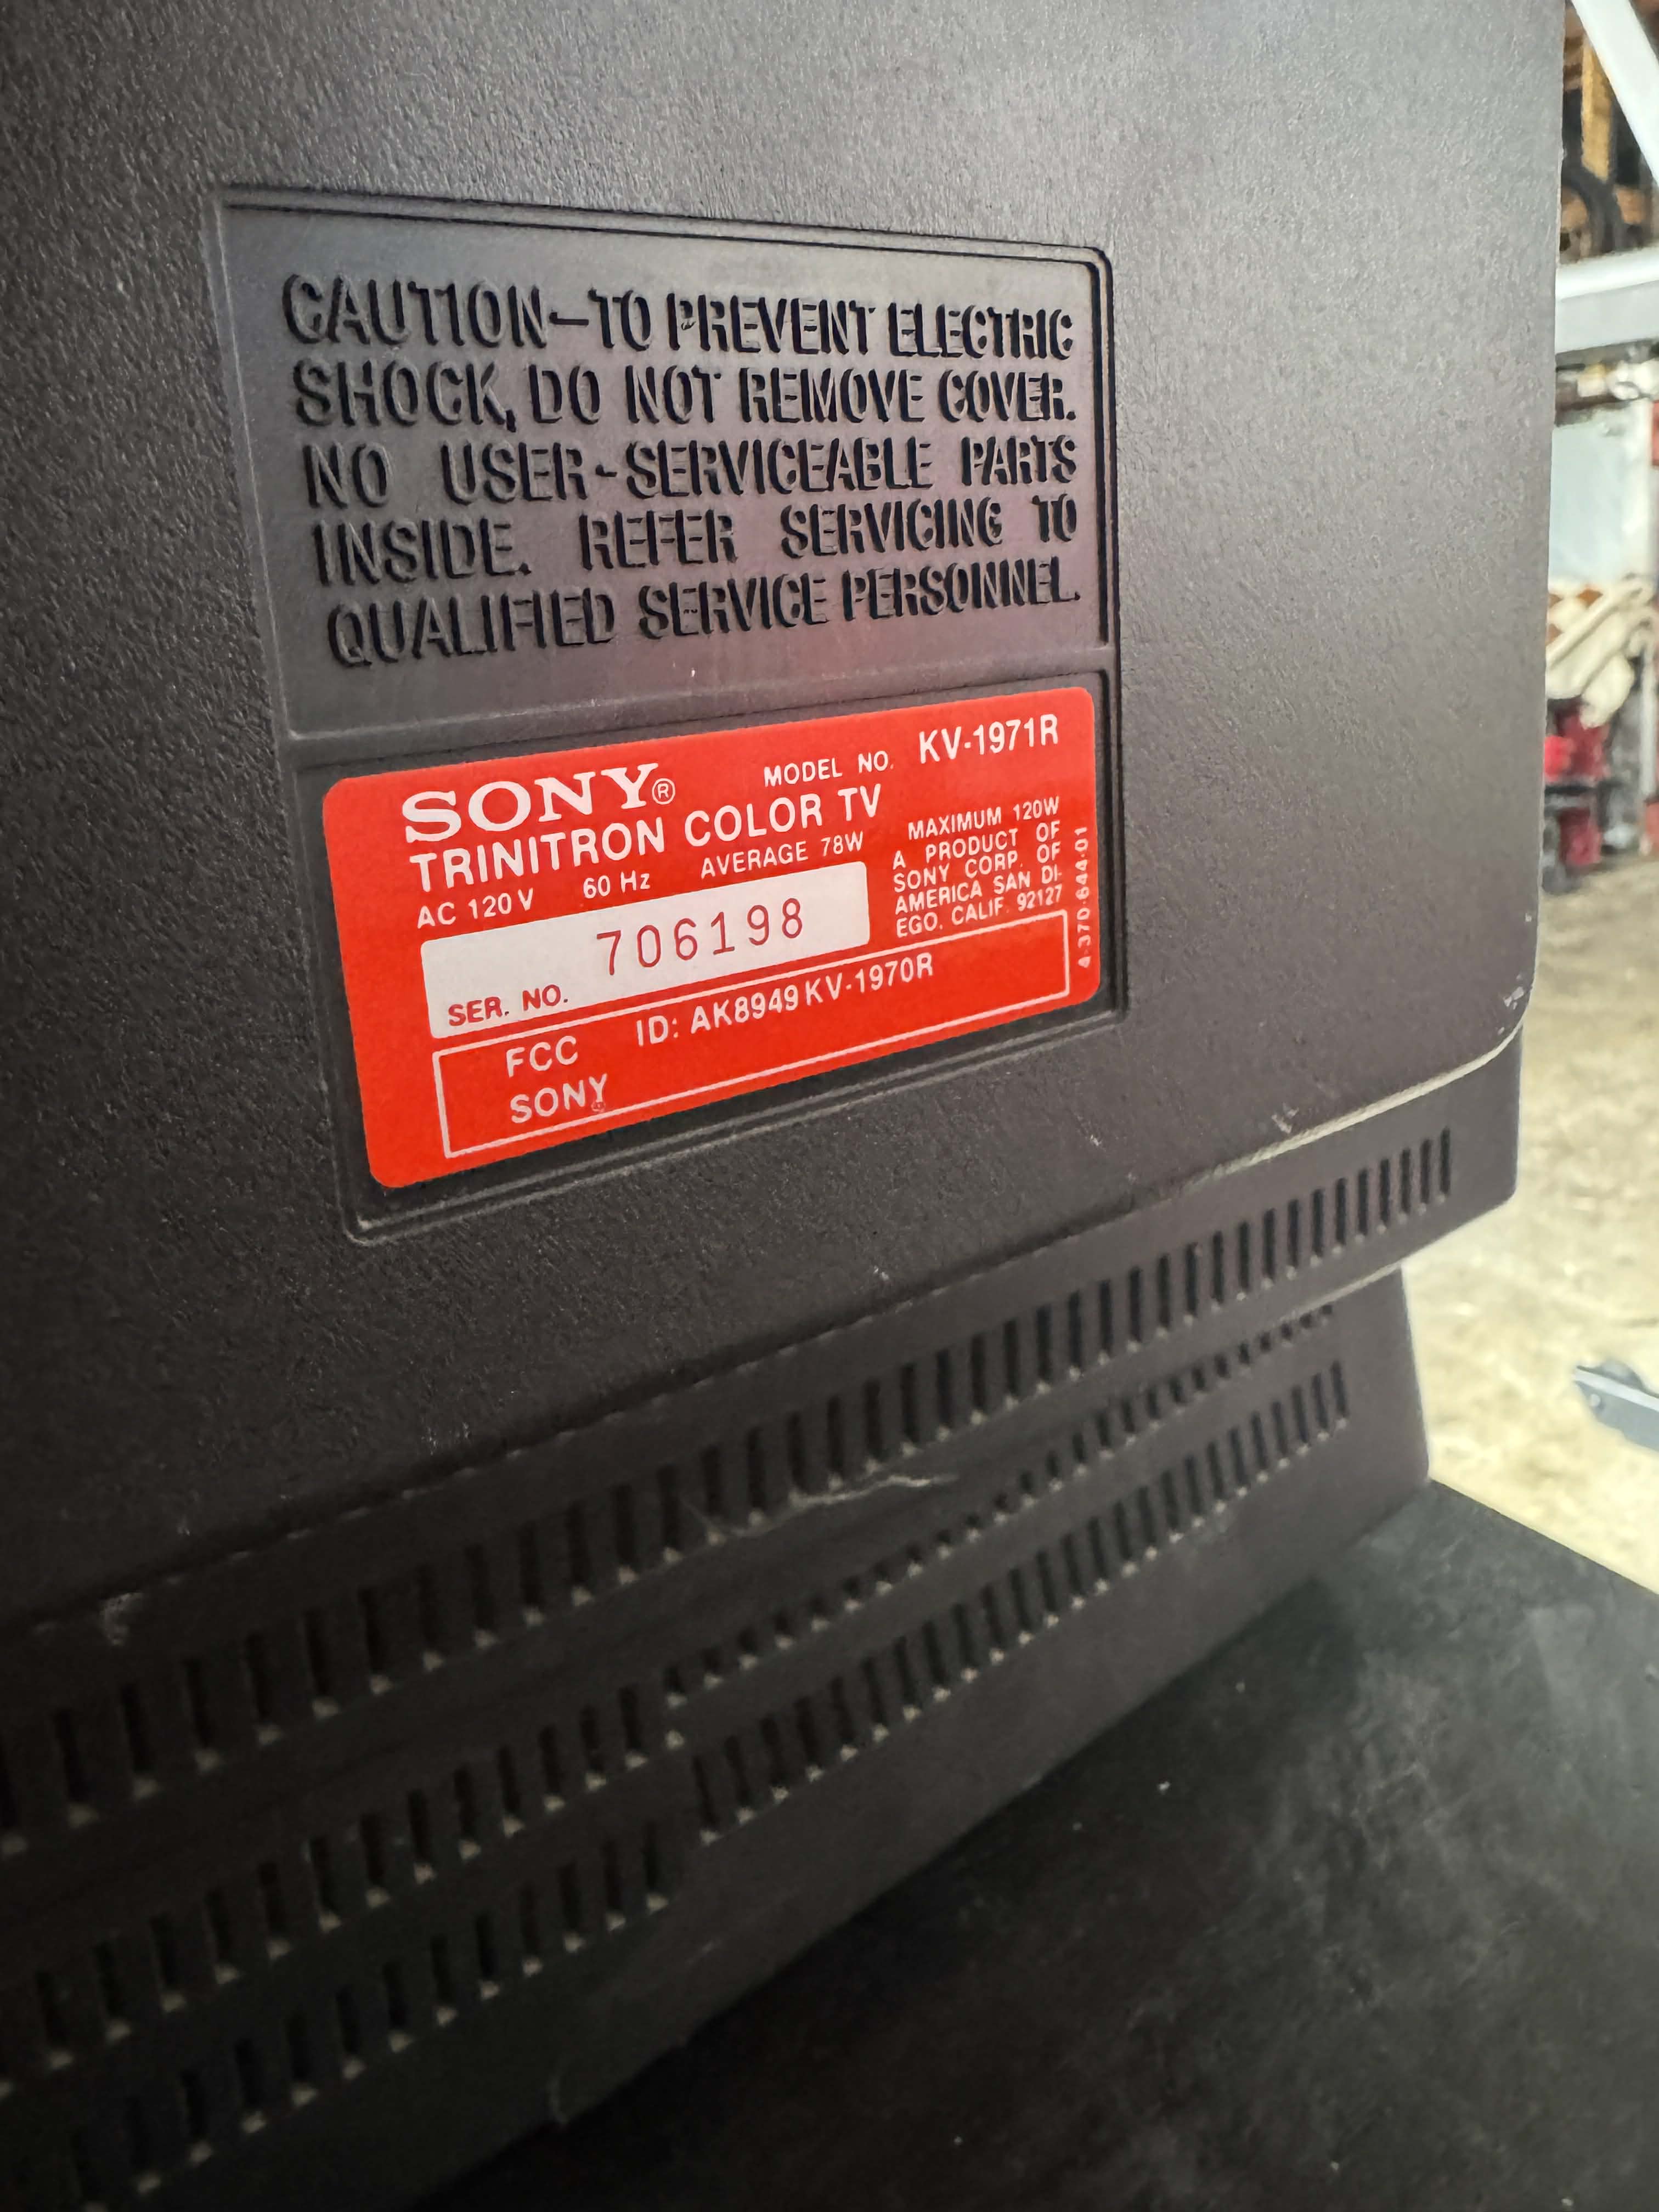 CAUTION—TO PREVENT ELECTRIC
SHOCK, DO NOT REMOVE COVER.
NO USER-SERVICEABLE PARTS
INSIDE. REFER SERVICING TO
QUALIFIED SERVICE PERSONNEL.
SONY® MODEL NO. KV-1971R
TRINITRON COLOR TV
AC 120V 60 Hz AVERAGE 78W MAXIMUM 120W
A PRODUCT OF
SONY CORP. OF
AMERICA SAN DI-
EGO, CALIF. 92127
SER. NO. 706198
FCC ID: AK8949KV-1970R
SONY
4-370-644-01